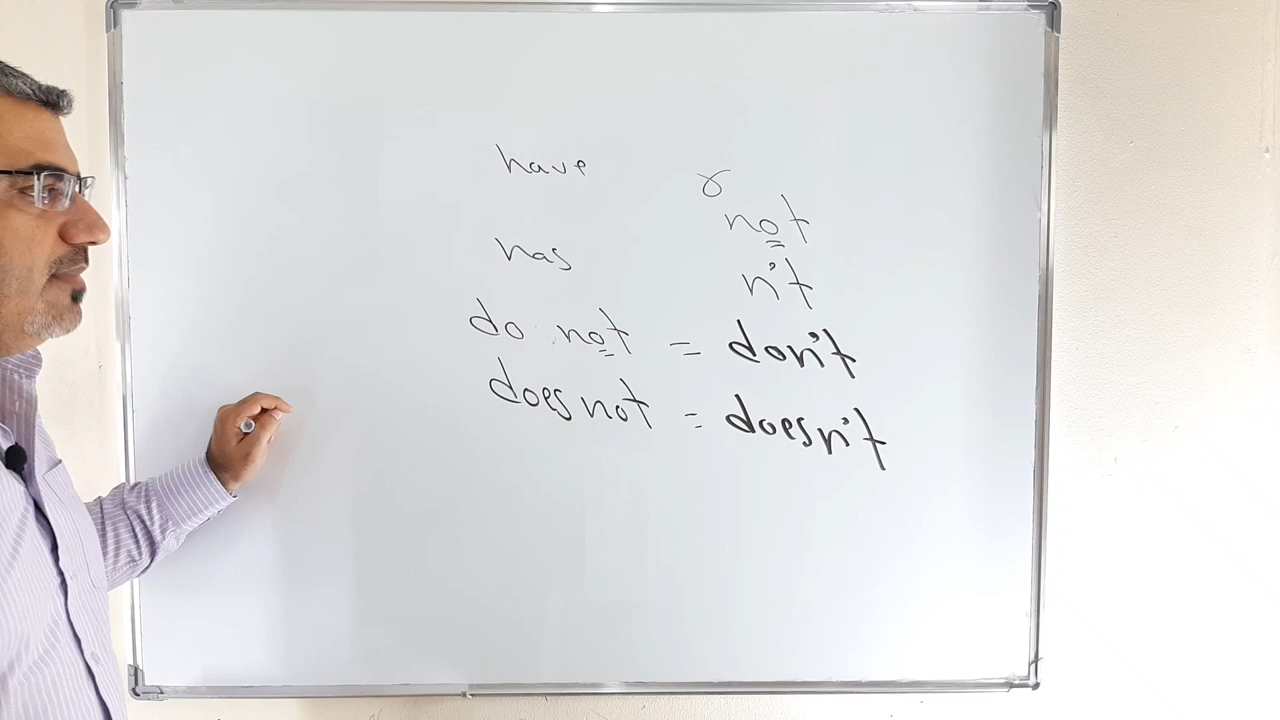 have
not
has
n't
do not = don't
does not = doesn't